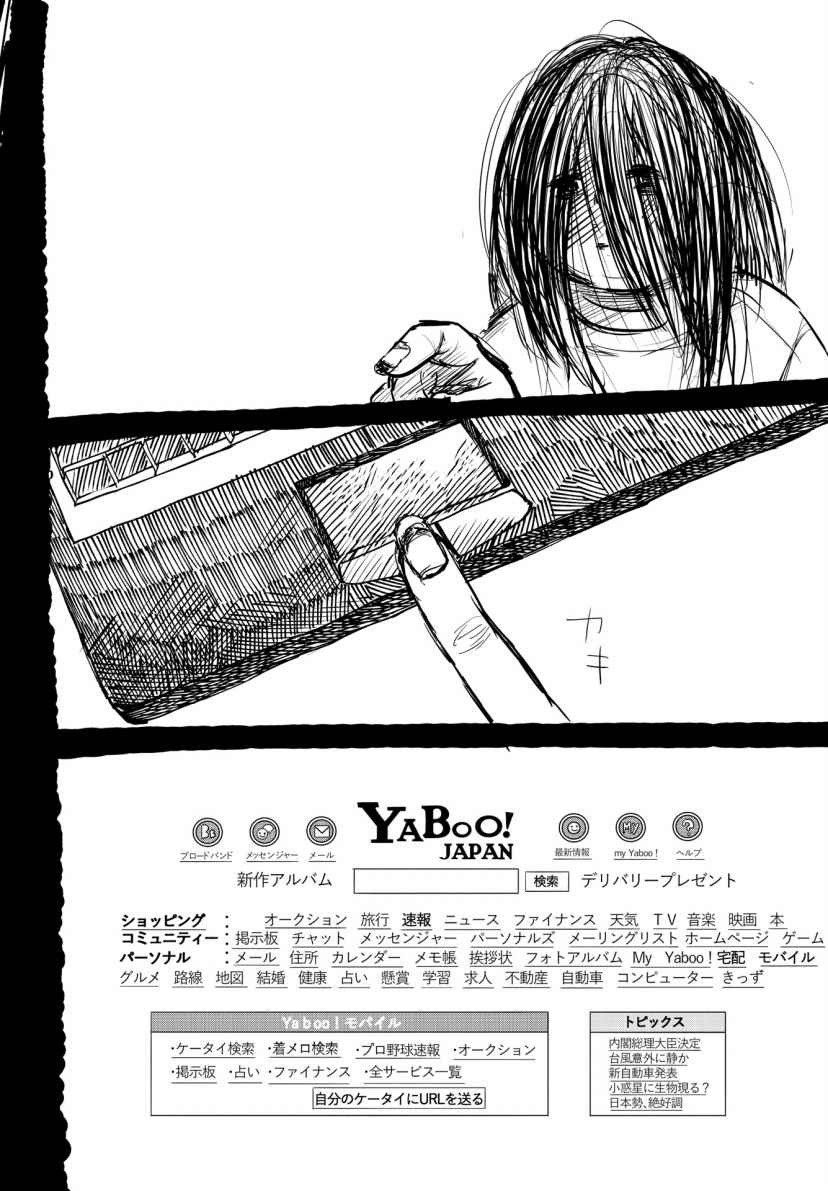 カキ
YABOO!
JAPAN
ブロードバンド メッセンジャー メール 最新情報 my Yaboo! ヘルプ
新作アルバム 検索 デリバリープレゼント
ショッピング : オークション 旅行 速報 ニュース ファイナンス 天気 TV 音楽 映画 本
コミュニティー : 掲示板 チャット メッセンジャー パーソナルズ メーリングリスト ホームページ ゲーム
パーソナル : メール 住所 カレンダー メモ帳 挨拶状 フォトアルバム My Yaboo! 宅配 モバイル
グルメ 路線 地図 結婚 健康 占い 懸賞 学習 求人 不動産 自動車 コンピューター きっず
Yaboo!モバイル
・ケータイ検索 ・着メロ検索 ・プロ野球速報 ・オークション
・掲示板 ・占い ・ファイナンス ・全サービス一覧
自分のケータイにURLを送る
トピックス
内閣総理大臣決定
台風意外に静か
新自動車発表
小惑星に生物現る?
日本勢、絶好調